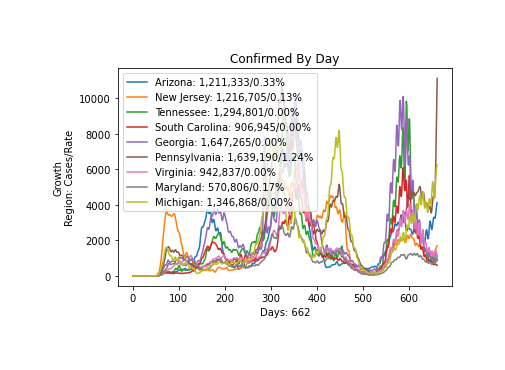 Confirmed By Day
Growth
Region: Cases/Rate
10000
8000
6000
4000
2000
0
Arizona: 1,211,333/0.33%
New Jersey: 1,216,705/0.13%
Tennessee: 1,294,801/0.00%
South Carolina: 906,945/0.00%
Georgia: 1,647,265/0.00%
Pennsylvania: 1,639,190/1.24%
Virginia: 942,837/0.00%
Maryland: 570,806/0.17%
Michigan: 1,346,868/0.00%
0 100 200 300 400 500 600
Days: 662